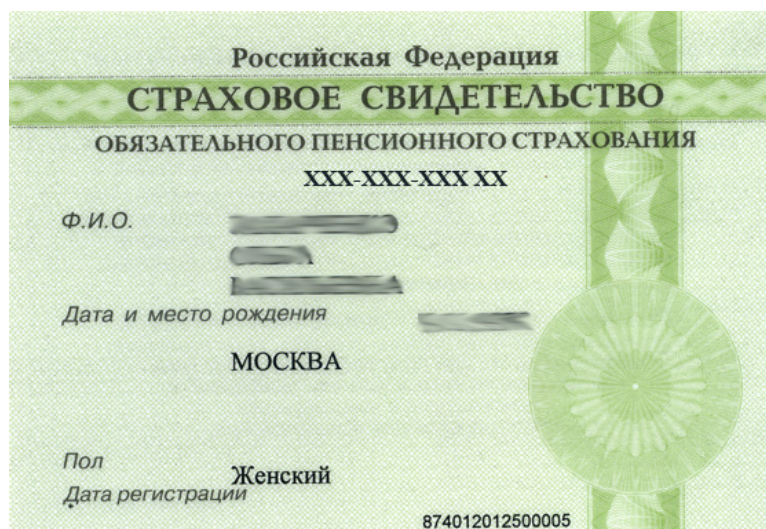 Российская Федерация
СТРАХОВОЕ СВИДЕТЕЛЬСТВО
ОБЯЗАТЕЛЬНОГО ПЕНСИОННОГО СТРАХОВАНИЯ
XXX-XXX-XXX XX
Ф.И.О.
Дата и место рождения
МОСКВА
Пол
Женский
Дата регистрации
874012012500005